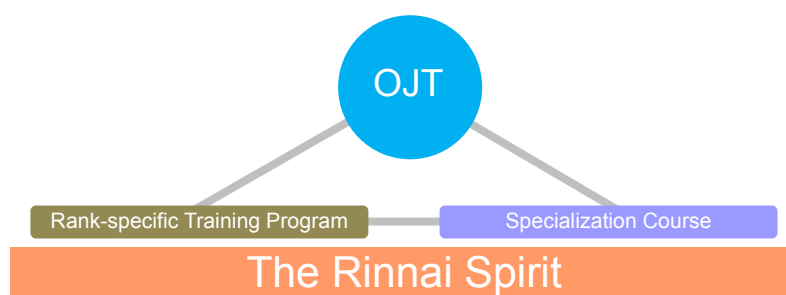 OJT
Rank-specific Training Program
Specialization Course
The Rinnai Spirit